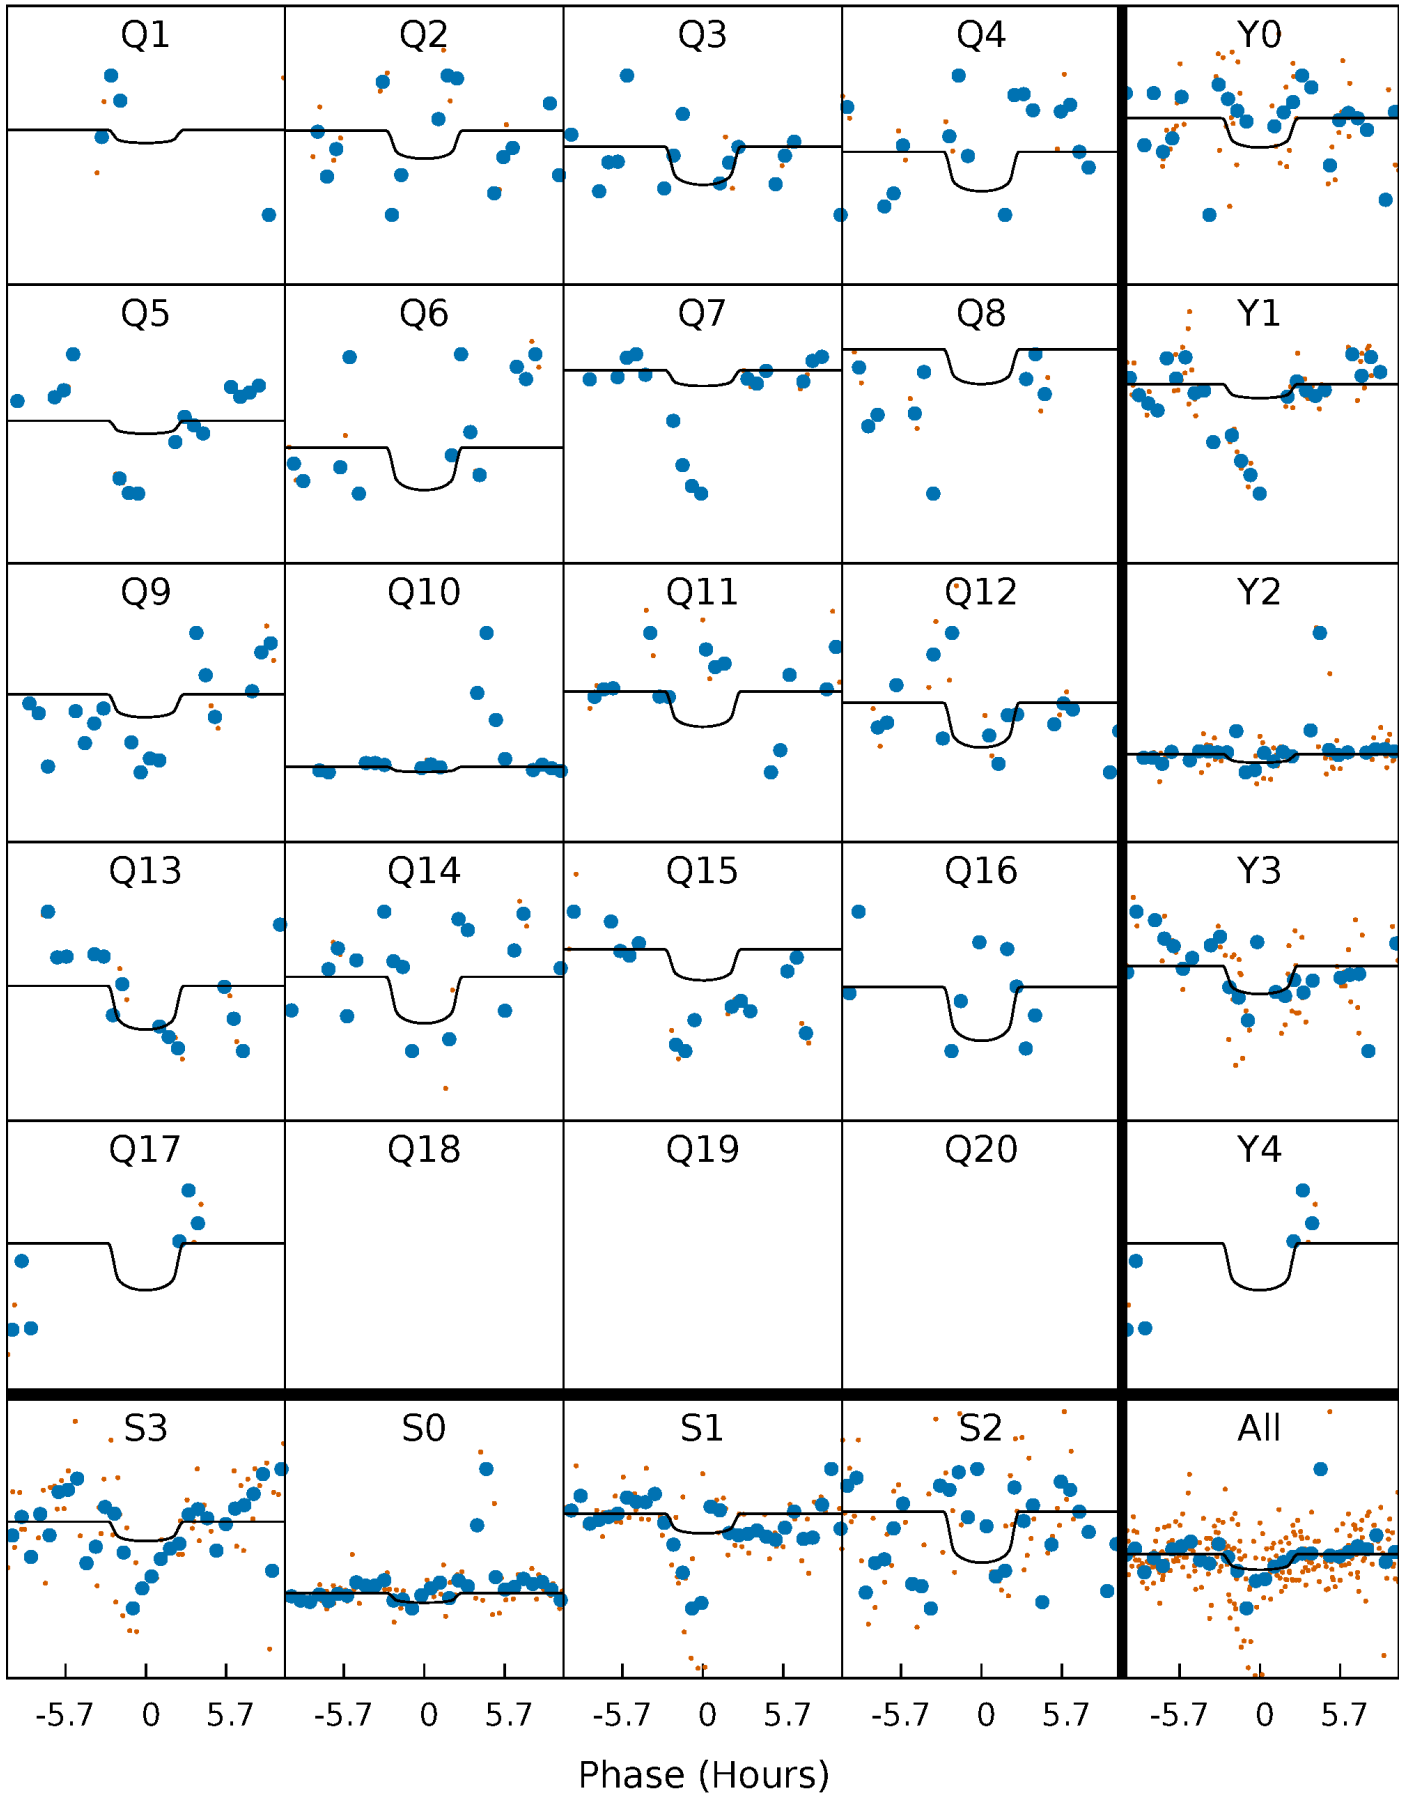 Q1 Q2 Q3 Q4 Y0
Q5 Q6 Q7 Q8 Y1
Q9 Q10 Q11 Q12 Y2
Q13 Q14 Q15 Q16 Y3
Q17 Q18 Q19 Q20 Y4
S3 S0 S1 S2 All
-5.7 0 5.7 -5.7 0 5.7 -5.7 0 5.7 -5.7 0 5.7 -5.7 0 5.7
Phase (Hours)